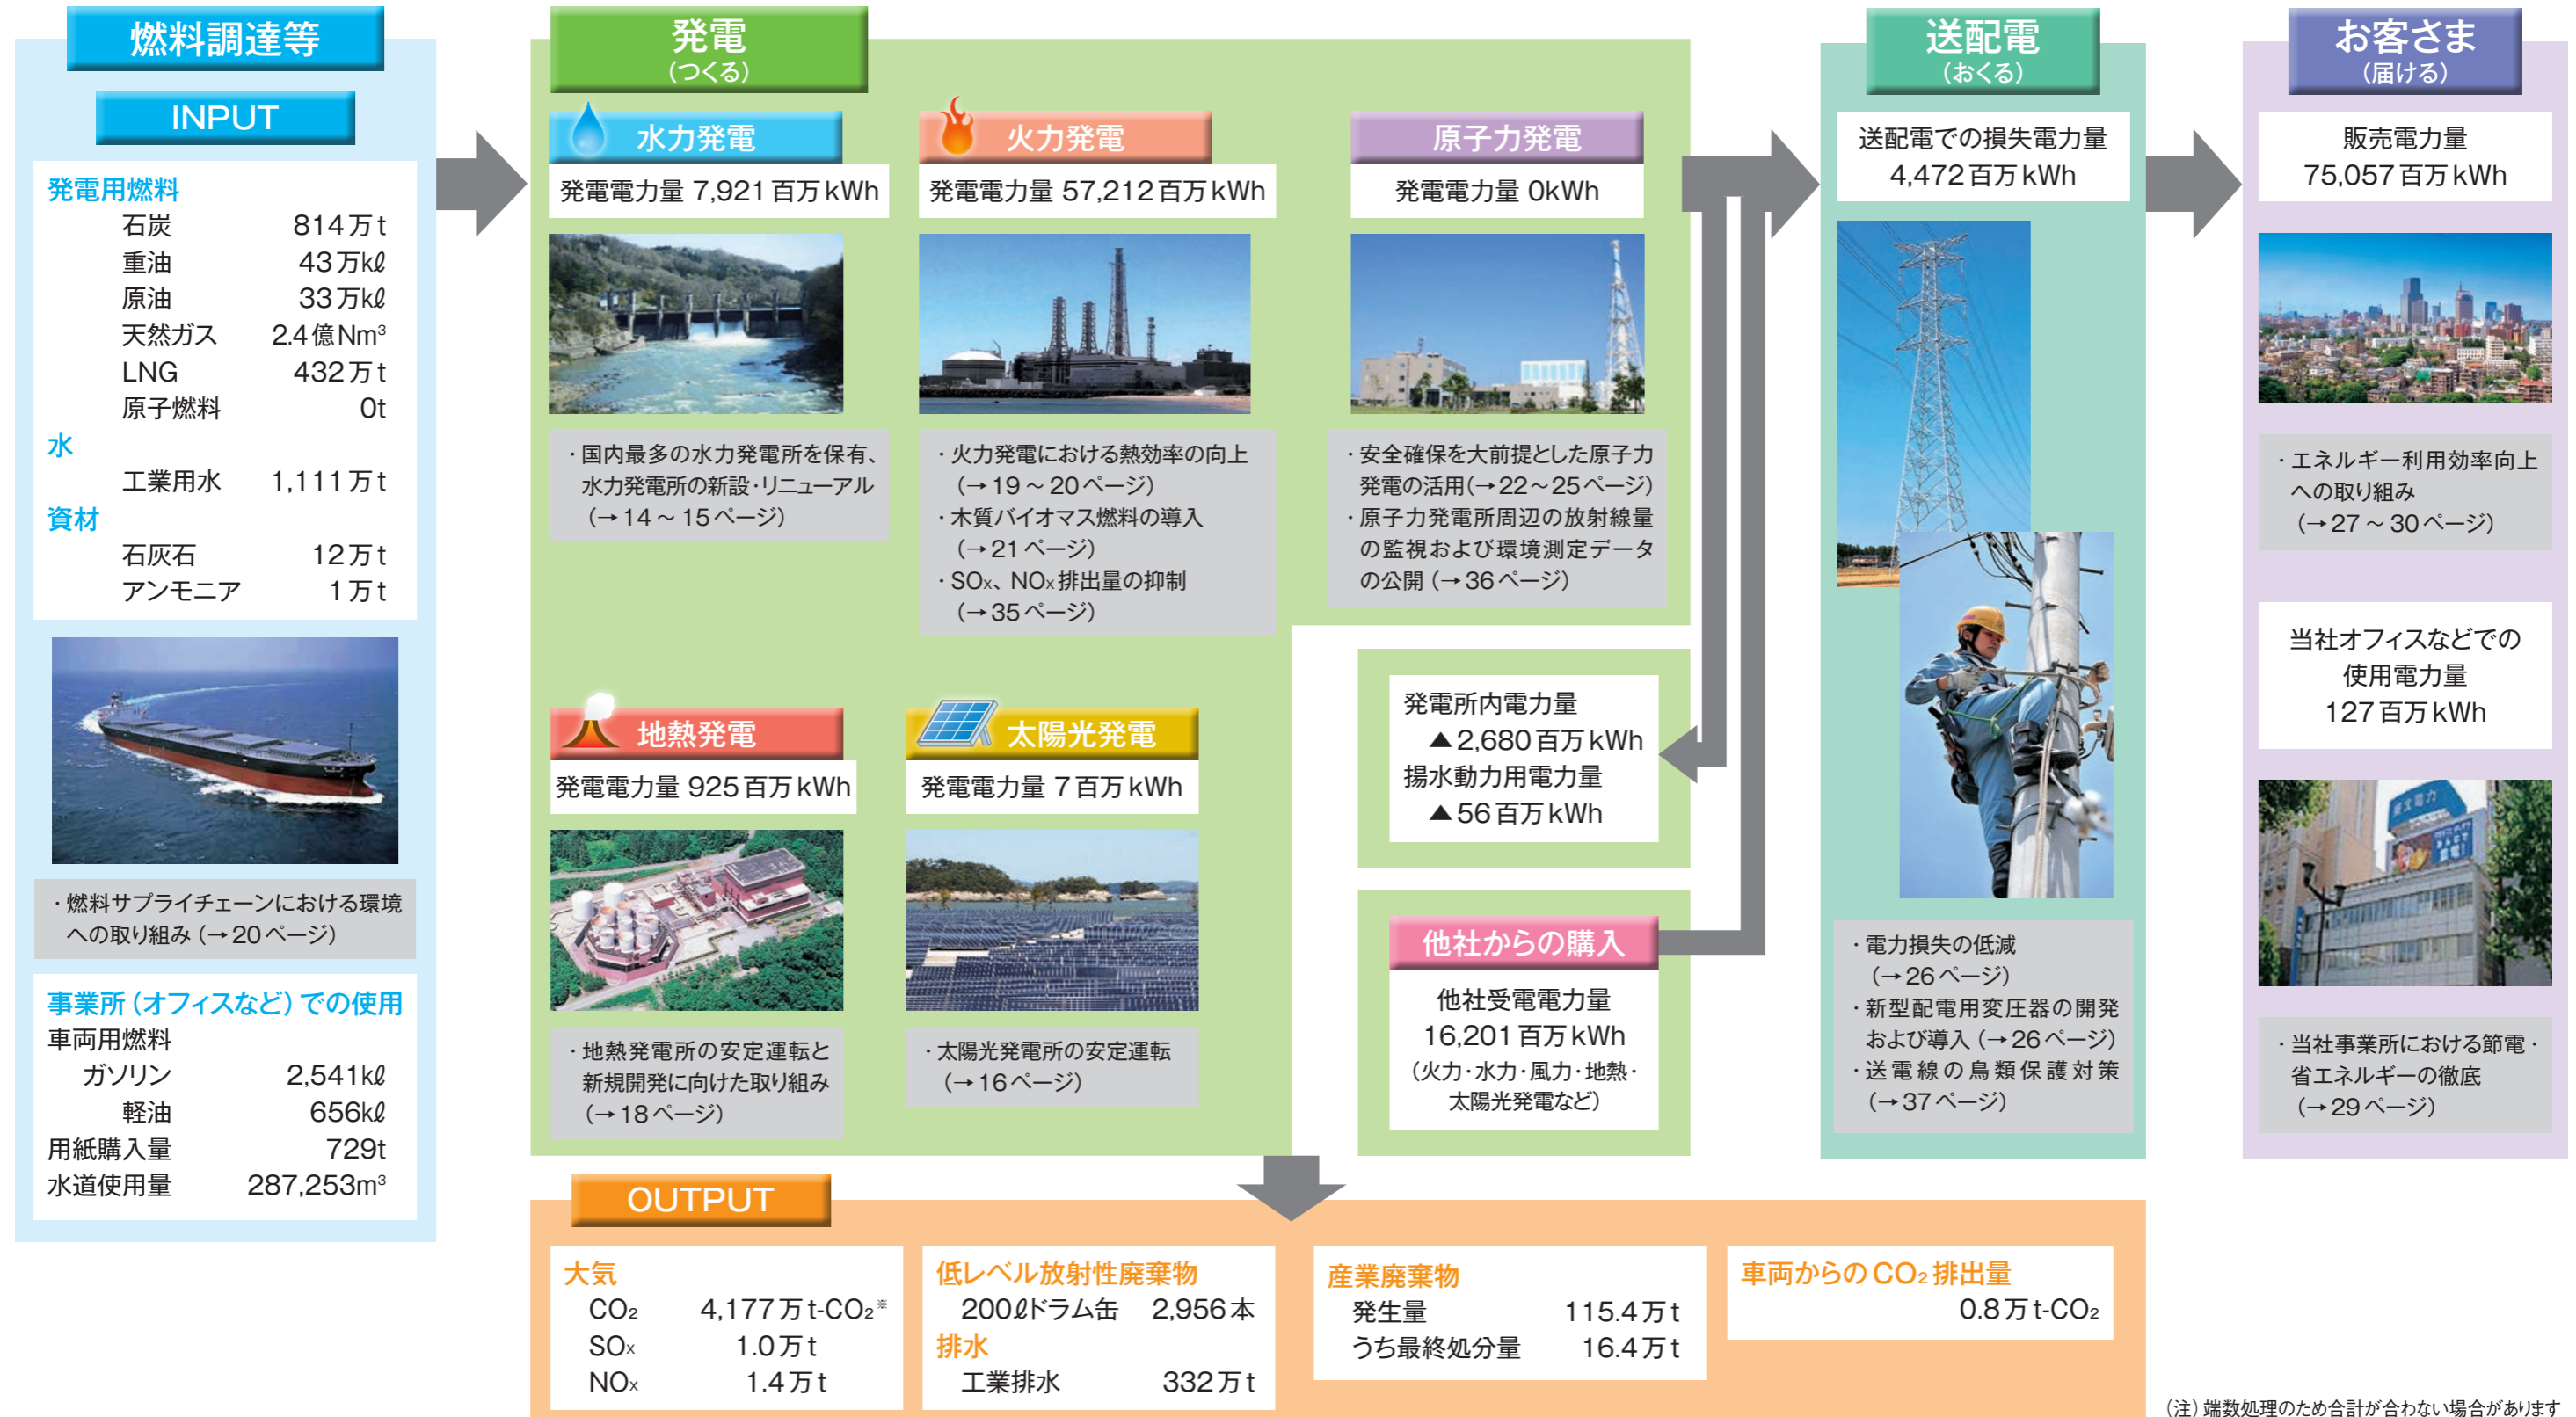 燃料調達等
INPUT
発電用燃料
石炭 814万t
重油 43万kℓ
原油 33万kℓ
天然ガス 2.4億Nm³
LNG 432万t
原子燃料 0t
水
工業用水 1,111万t
資材
石灰石 12万t
アンモニア 1万t
・燃料サプライチェーンにおける環境
への取り組み（→20ページ）
事業所（オフィスなど）での使用
車両用燃料
ガソリン 2,541kℓ
軽油 656kℓ
用紙購入量 729t
水道使用量 287,253m³
発電
（つくる）
水力発電
発電電力量 7,921百万kWh
・国内最多の水力発電所を保有、
水力発電所の新設・リニューアル
（→14～15ページ）
火力発電
発電電力量 57,212百万kWh
・火力発電における熱効率の向上
（→19～20ページ）
・木質バイオマス燃料の導入
（→21ページ）
・SOx、NOx排出量の抑制
（→35ページ）
原子力発電
発電電力量 0kWh
・安全確保を大前提とした原子力
発電の活用（→22～25ページ）
・原子力発電所周辺の放射線量
の監視および環境測定データ
の公開（→36ページ）
地熱発電
発電電力量 925百万kWh
・地熱発電所の安定運転と
新規開発に向けた取り組み
（→18ページ）
太陽光発電
発電電力量 7百万kWh
・太陽光発電所の安定運転
（→16ページ）
発電所内電力量
▲2,680百万kWh
揚水動力用電力量
▲56百万kWh
他社からの購入
他社受電電力量
16,201百万kWh
（火力・水力・風力・地熱・
太陽光発電など）
送配電
（おくる）
送配電での損失電力量
4,472百万kWh
・電力損失の低減
（→26ページ）
・新型配電用変圧器の開発
および導入（→26ページ）
・送電線の鳥類保護対策
（→37ページ）
お客さま
（届ける）
販売電力量
75,057百万kWh
・エネルギー利用効率向上
への取り組み
（→27～30ページ）
当社オフィスなどでの
使用電力量
127百万kWh
東北電力
・当社事業所における節電・
省エネルギーの徹底
（→29ページ）
OUTPUT
大気
CO₂ 4,177万t-CO₂※
SOx 1.0万t
NOx 1.4万t
低レベル放射性廃棄物
200ℓドラム缶 2,956本
排水
工業排水 332万t
産業廃棄物
発生量 115.4万t
うち最終処分量 16.4万t
車両からのCO₂排出量
0.8万t-CO₂
（注）端数処理のため合計が合わない場合があります